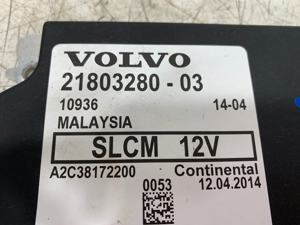 VOLVO
21803280 - 03
10936 14-04
MALAYSIA
SLCM 12V
A2C38172200 Continental
0053 12.04.2014